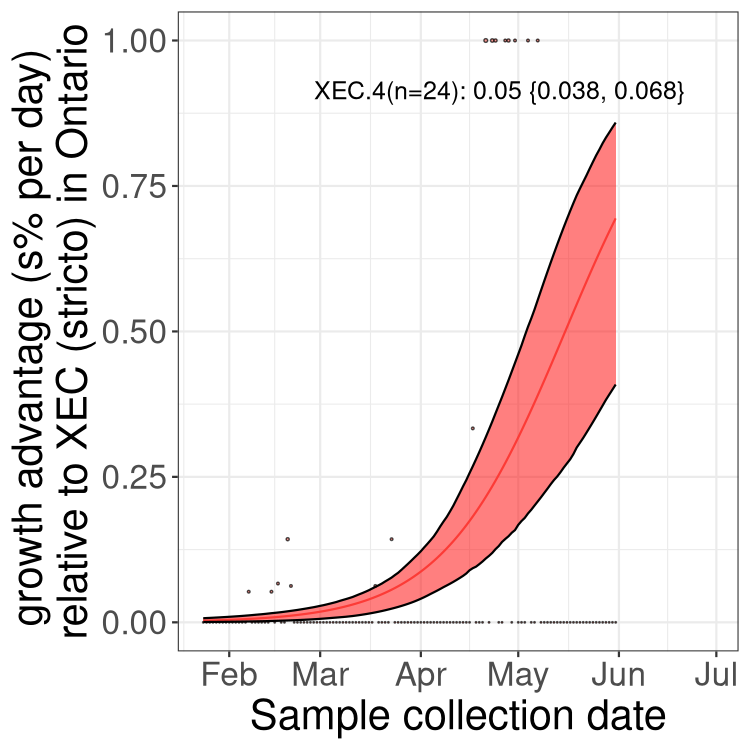 growth advantage (s% per day)
relative to XEC (stricto) in Ontario
1.00
0.75
0.50
0.25
0.00
XEC.4(n=24): 0.05 {0.038, 0.068}
Feb Mar Apr May Jun Jul
Sample collection date